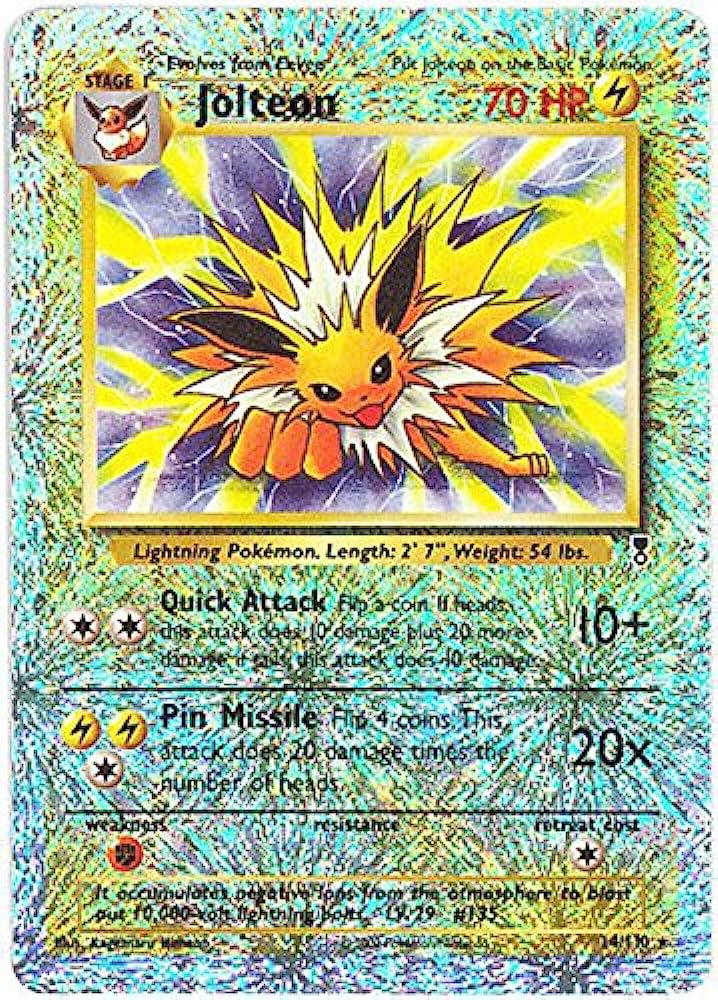 Evolves from Eevee Put Jolteon on the Basic Pokémon
STAGE 1
Jolteon 70 HP
Lightning Pokémon. Length: 2' 7", Weight: 54 lbs.
Quick Attack Flip a coin. If heads,
this attack does 10 damage plus 20 more
damage; if tails, this attack does 10 damage.
10+
Pin Missile Flip 4 coins. This
attack does 20 damage times the
number of heads.
20x
weakness resistance retreat cost
It accumulates negative ions from the atmosphere to blast
out 10,000-volt lightning bolts. LV. 29 #135
Illus. Kagemaru Himeno
14/110